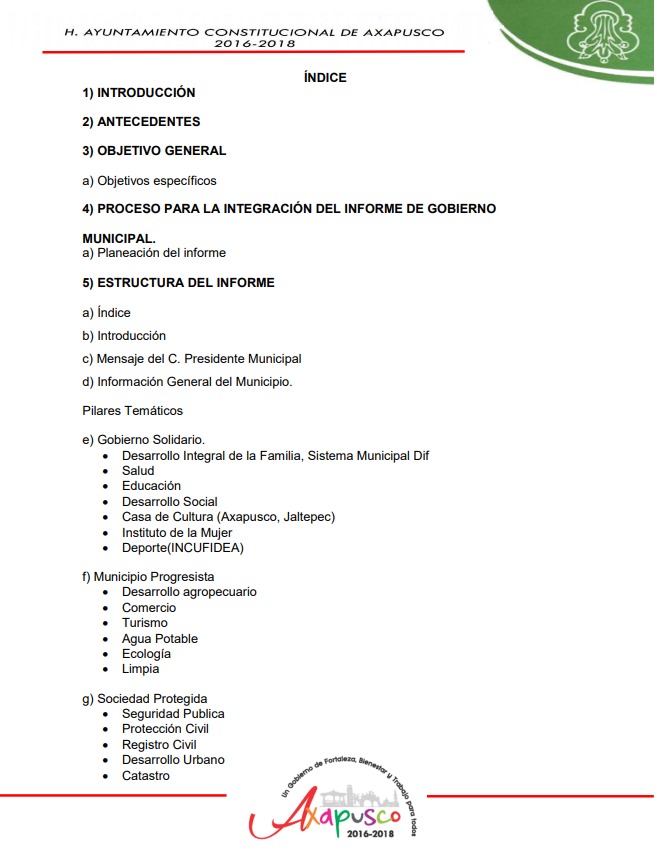 H. AYUNTAMIENTO CONSTITUCIONAL DE AXAPUSCO
2016-2018
ÍNDICE
1) INTRODUCCIÓN
2) ANTECEDENTES
3) OBJETIVO GENERAL
a) Objetivos específicos
4) PROCESO PARA LA INTEGRACIÓN DEL INFORME DE GOBIERNO
MUNICIPAL.
a) Planeación del informe
5) ESTRUCTURA DEL INFORME
a) Índice
b) Introducción
c) Mensaje del C. Presidente Municipal
d) Información General del Municipio.
Pilares Temáticos
e) Gobierno Solidario.
• Desarrollo Integral de la Familia, Sistema Municipal Dif
• Salud
• Educación
• Desarrollo Social
• Casa de Cultura (Axapusco, Jaltepec)
• Instituto de la Mujer
• Deporte(INCUFIDEA)
f) Municipio Progresista
• Desarrollo agropecuario
• Comercio
• Turismo
• Agua Potable
• Ecología
• Limpia
g) Sociedad Protegida
• Seguridad Publica
• Protección Civil
• Registro Civil
• Desarrollo Urbano
• Catastro
Un Gobierno de Fortaleza, Bienestar y Trabajo para todos
Axapusco
2016-2018